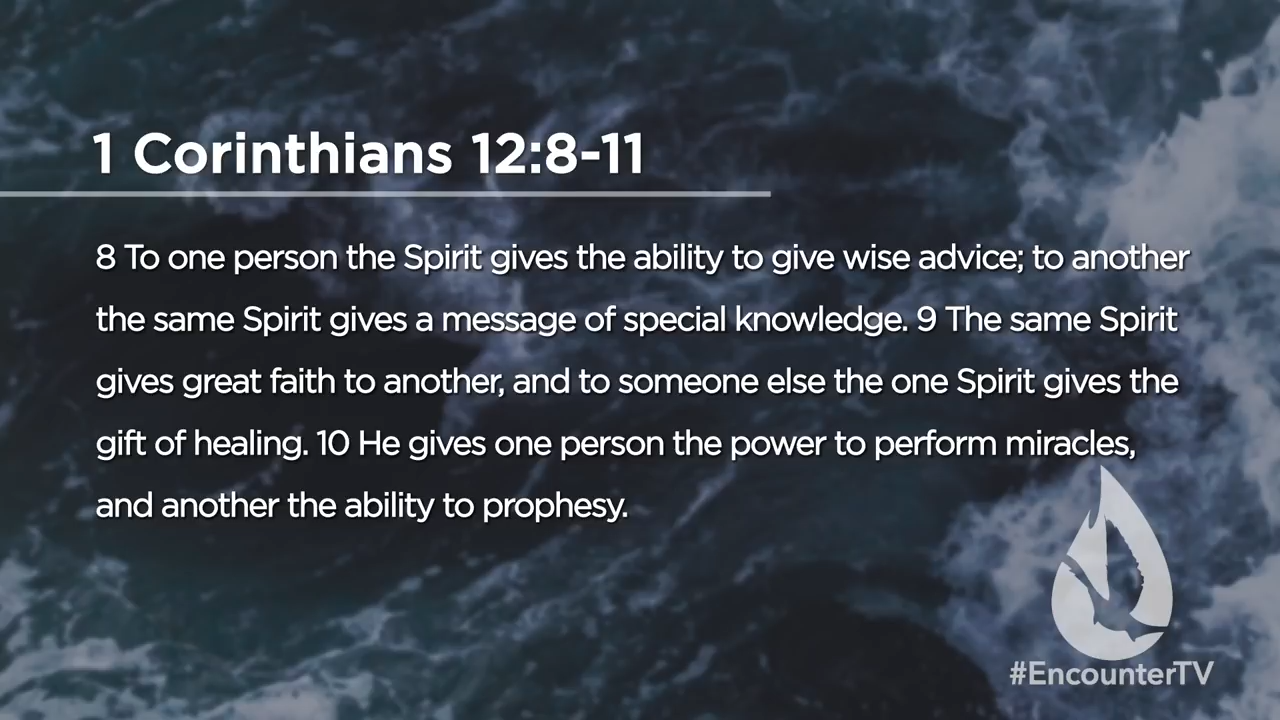 1 Corinthians 12:8-11
8 To one person the Spirit gives the ability to give wise advice; to another
the same Spirit gives a message of special knowledge. 9 The same Spirit
gives great faith to another, and to someone else the one Spirit gives the
gift of healing. 10 He gives one person the power to perform miracles,
and another the ability to prophesy.
#EncounterTV